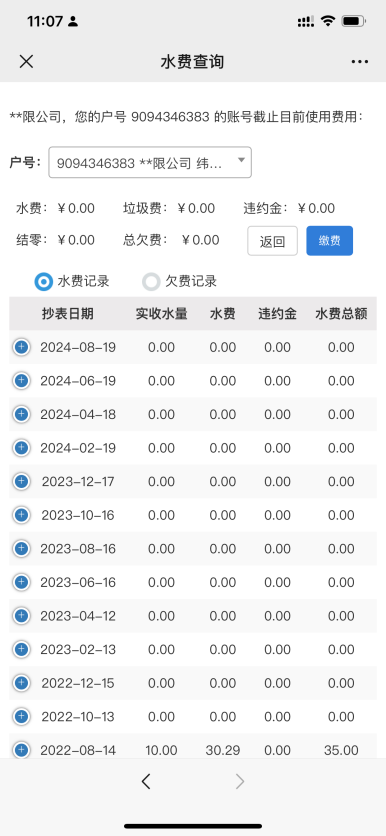 11:07
水费查询
**限公司，您的户号 9094346383 的账号截止目前使用费用：
户号： 9094346383 **限公司 纬...
水费：￥0.00 垃圾费：￥0.00 违约金：￥0.00
结零：￥0.00 总欠费：￥0.00 返回 缴费
水费记录 欠费记录
抄表日期 实收水量 水费 违约金 水费总额
2024-08-19 0.00 0.00 0.00 0.00
2024-06-19 0.00 0.00 0.00 0.00
2024-04-18 0.00 0.00 0.00 0.00
2024-02-19 0.00 0.00 0.00 0.00
2023-12-17 0.00 0.00 0.00 0.00
2023-10-16 0.00 0.00 0.00 0.00
2023-08-16 0.00 0.00 0.00 0.00
2023-06-16 0.00 0.00 0.00 0.00
2023-04-12 0.00 0.00 0.00 0.00
2023-02-13 0.00 0.00 0.00 0.00
2022-12-15 0.00 0.00 0.00 0.00
2022-10-13 0.00 0.00 0.00 0.00
2022-08-14 10.00 30.29 0.00 35.00